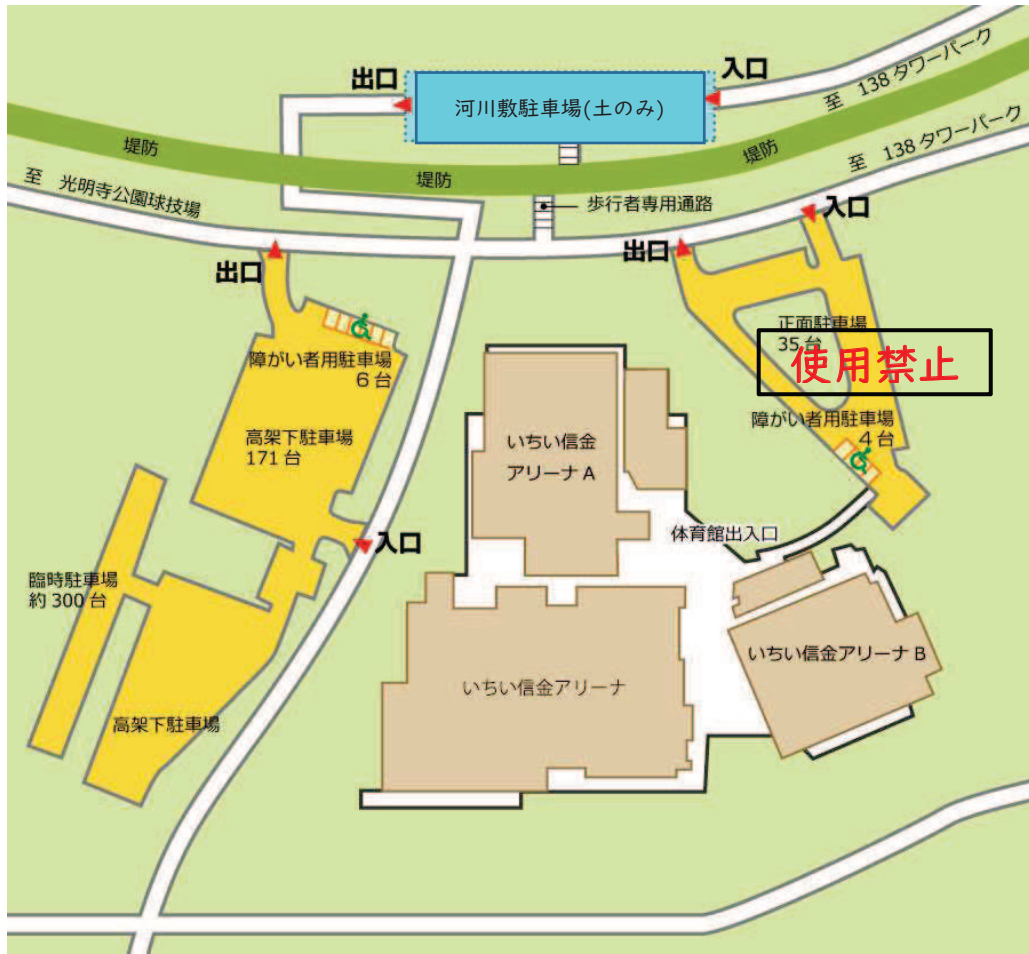 出口
入口
河川敷駐車場(土のみ)
至 138タワーパーク
堤防
堤防
堤防
至 138タワーパーク
至 光明寺公園球技場
歩行者専用通路
入口
出口
出口
正面駐車場
35台
使用禁止
障がい者用駐車場
6台
障がい者用駐車場
4台
高架下駐車場
171台
いちい信金
アリーナ A
体育館出入口
入口
臨時駐車場
約300台
いちい信金アリーナ B
いちい信金アリーナ
高架下駐車場